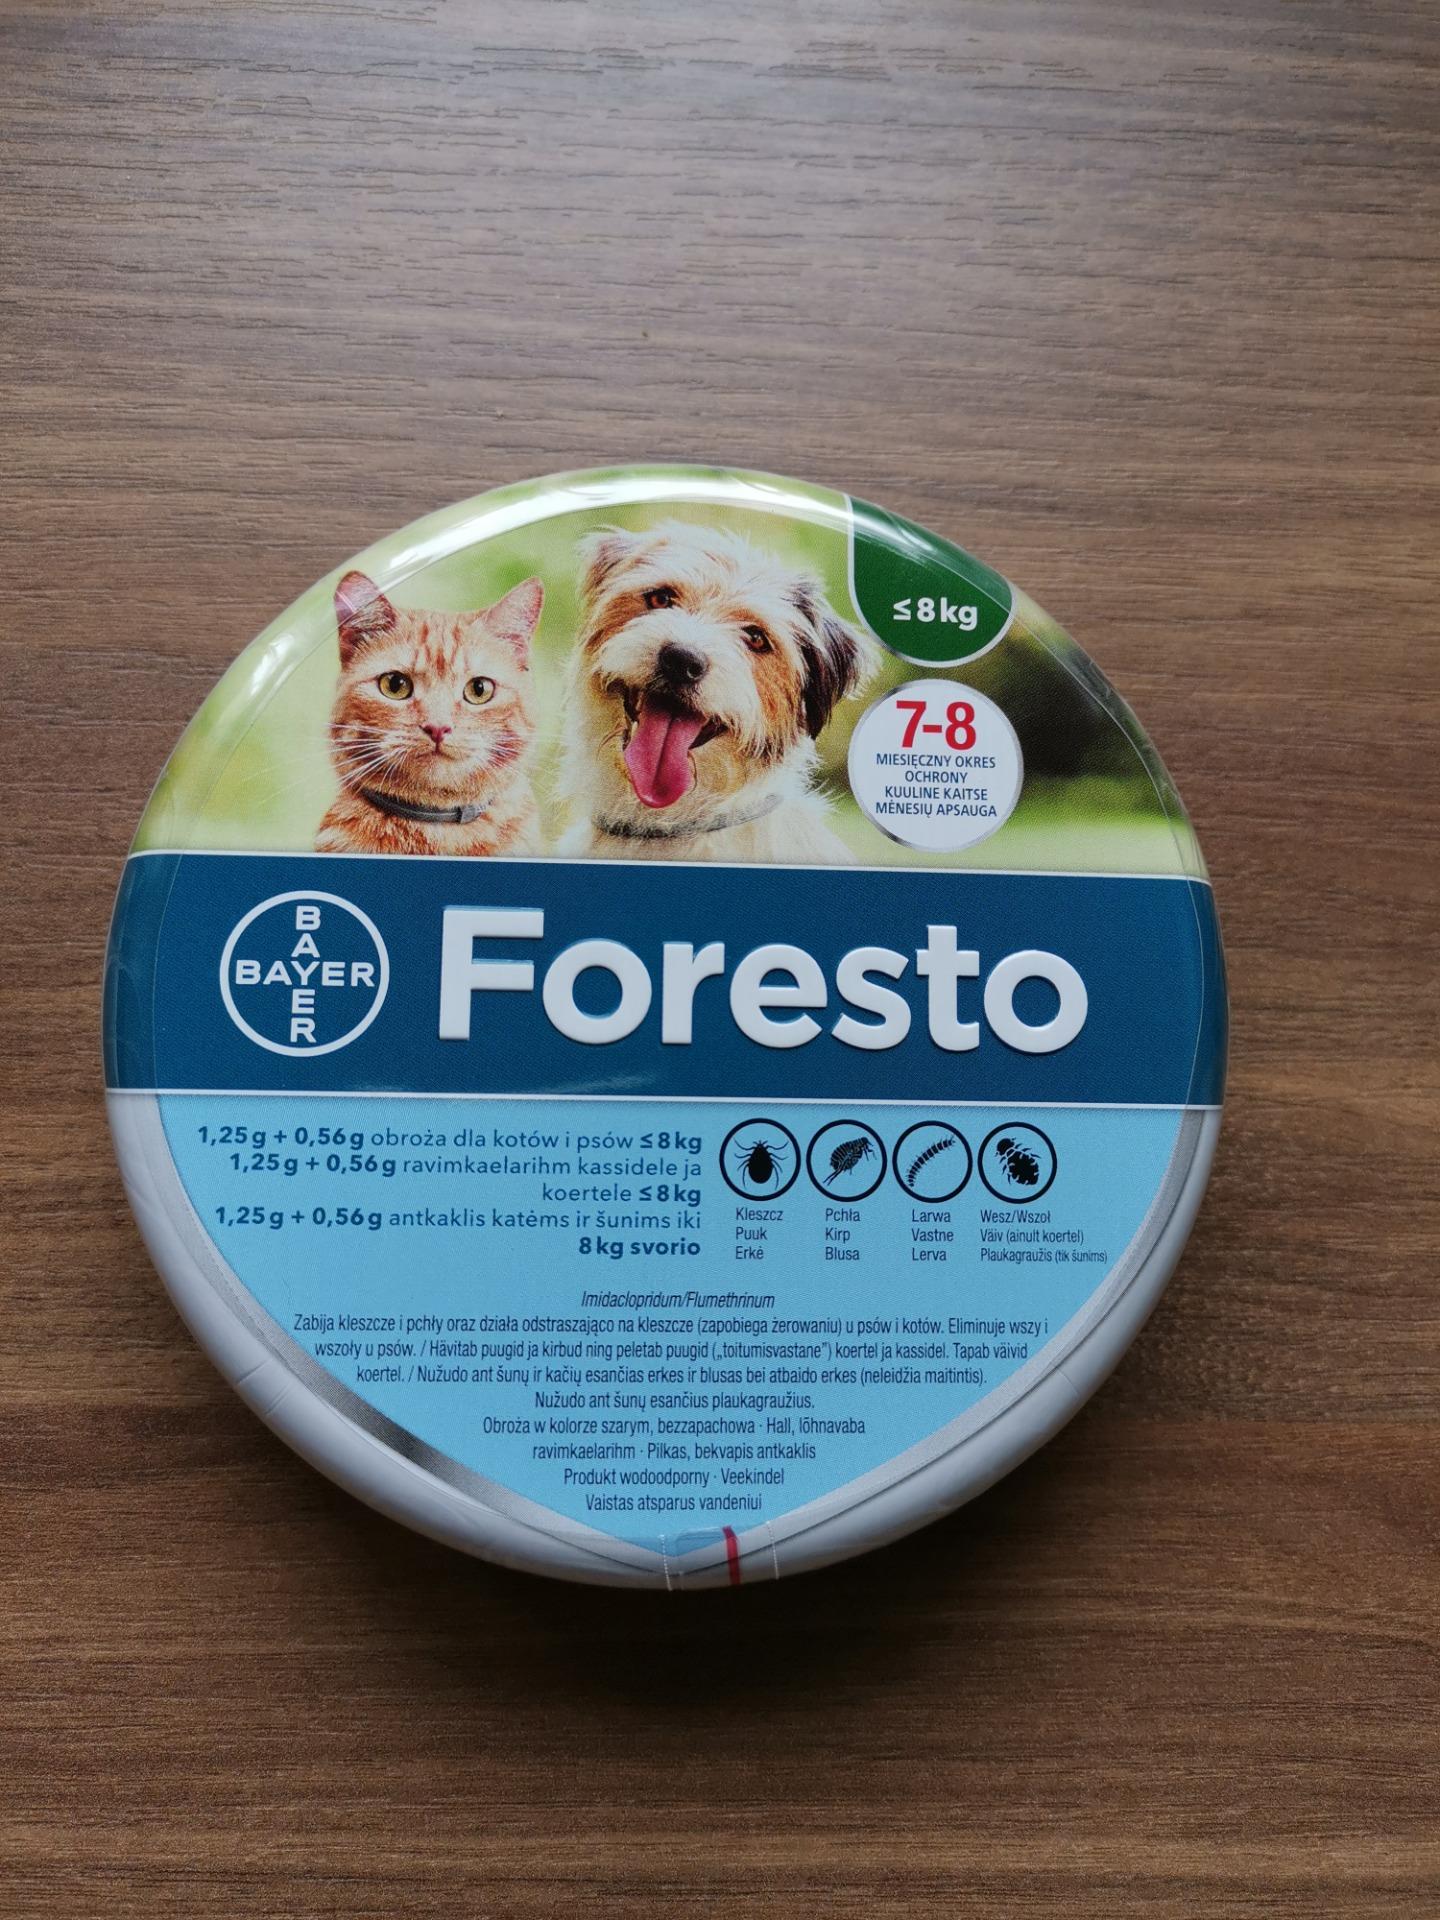 ≤8kg
7-8
MIESIĘCZNY OKRES
OCHRONY
KUULINE KAITSE
MĖNESIŲ APSAUGA
BAYER
BAYER
Foresto
1,25g + 0,56g obroża dla kotów i psów ≤8kg
1,25g + 0,56g ravimkaelarihm kassidele ja
koertele ≤8kg
1,25g + 0,56g antkaklis katėms ir šunims iki
8kg svorio
Kleszcz
Puuk
Erkė
Pchła
Kirp
Blusa
Larwa
Vastne
Lerva
Wesz/Wszoł
Väiv (ainult koertel)
Plaukagraužis (tik šunims)
Imidaclopridum/Flumethrinum
Zabija kleszcze i pchły oraz działa odstraszająco na kleszcze (zapobiega żerowaniu) u psów i kotów. Eliminuje wszy i
wszoły u psów. / Hävitab puugid ja kirbud ning peletab puugid („toitumisvastane") koertel ja kassidel. Tapab väivid
koertel. / Nužudo ant šunų ir kačių esančias erkes ir blusas bei atbaido erkes (neleidžia maitintis).
Nužudo ant šunų esančius plaukagraužius.
Obroża w kolorze szarym, bezzapachowa · Hall, lõhnavaba
ravimkaelarihm · Pilkas, bekvapis antkaklis
Produkt wodoodporny · Veekindel
Vaistas atsparus vandeniui